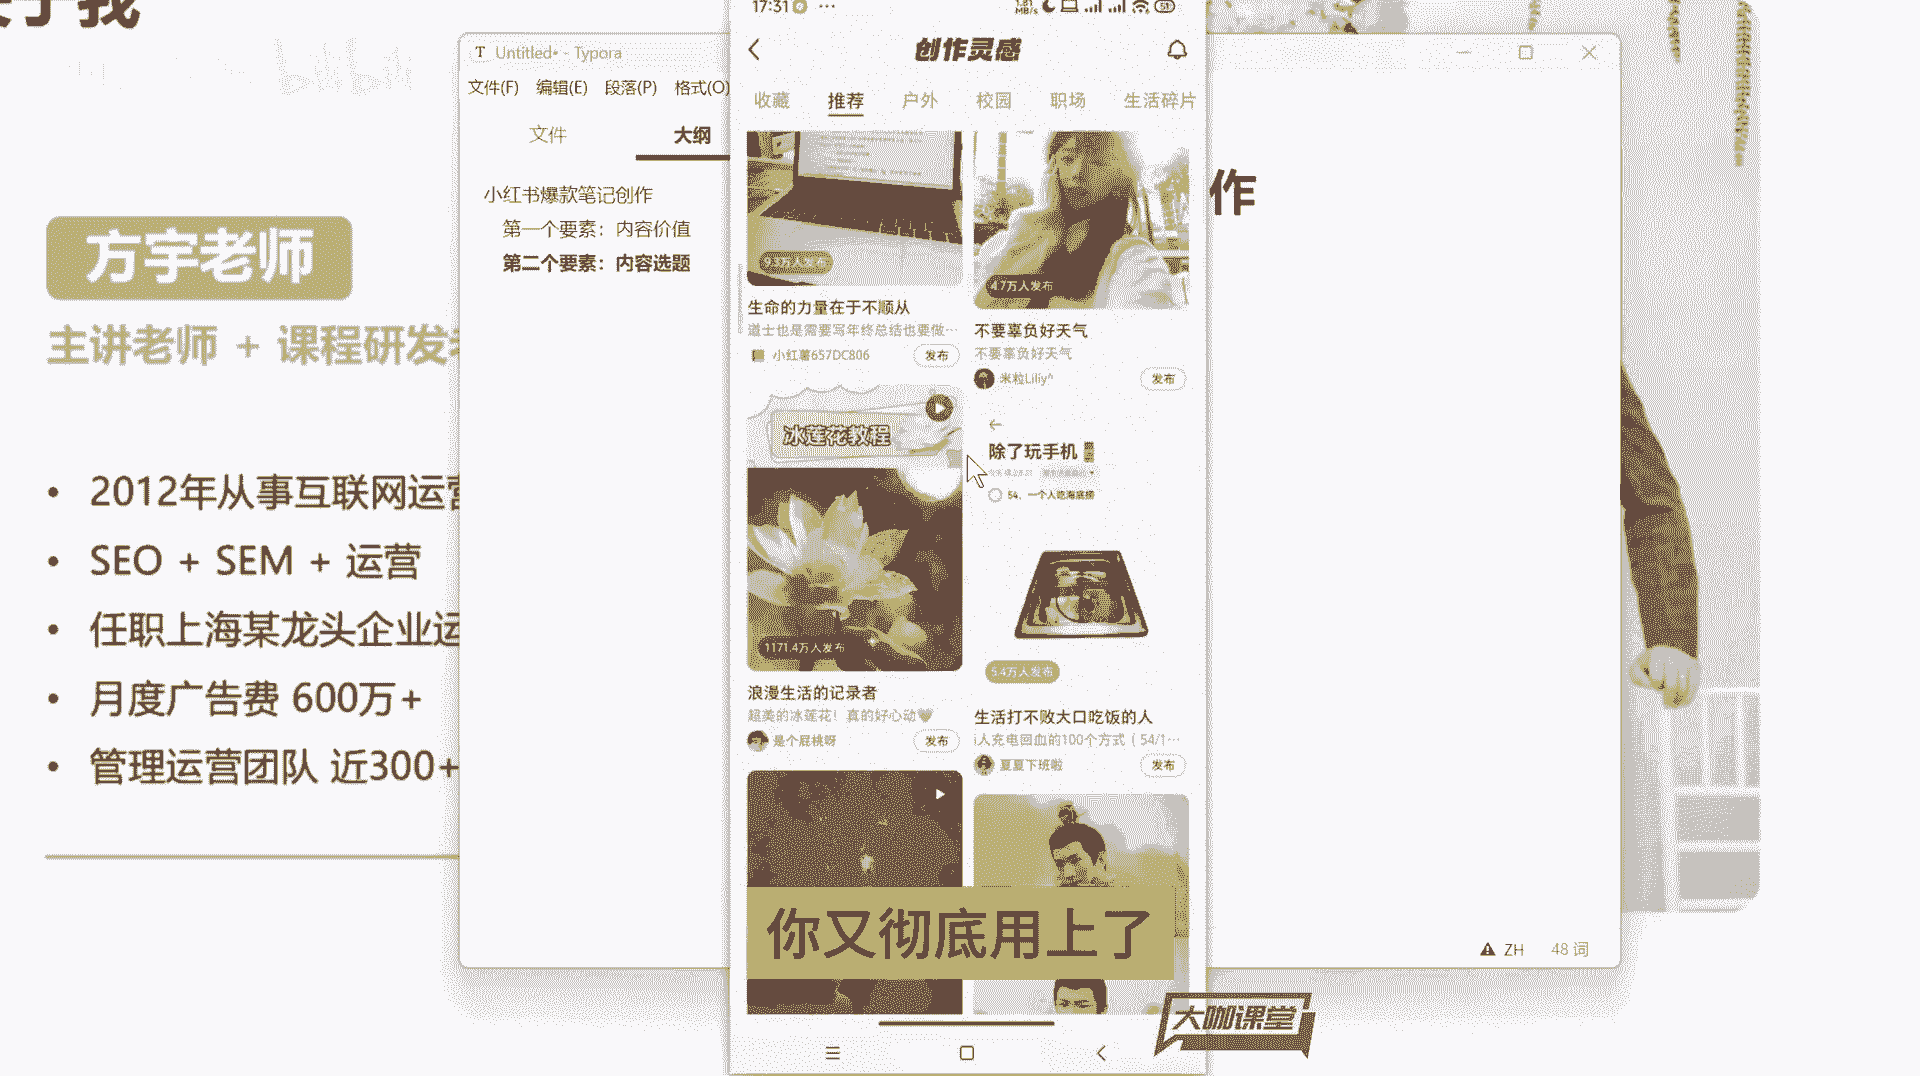 于我
bilibili
方宇老师
主讲老师 + 课程研发
2012年从事互联网运营
SEO + SEM + 运营
任职上海某龙头企业运
月度广告费 600万+
管理运营团队 近300+
Untitled• - Typora
文件(F) 编辑(E) 段落(P) 格式(O)
文件 大纲
小红书爆款笔记创作
第一个要素：内容价值
第二个要素：内容选题
作
ZH 48 词
17:31
创作灵感
收藏 推荐 户外 校园 职场 生活碎片
9.3万人发布
生命的力量在于不顺从
道士也是需要写年终总结也要做…
小红薯657DC806 发布
4.7万人发布
不要辜负好天气
不要辜负好天气
米粒Liliy^ 发布
冰莲花教程
1171.4万人发布
浪漫生活的记录者
超美的冰莲花！真的好心动
是个屁桃呀 发布
除了玩手机
54、一个人吃海底捞
5.4万人发布
生活打不败大口吃饭的人
i人充电回血的100个方式（54/1…
夏夏下班啦 发布
你又彻底用上了
大咖课堂